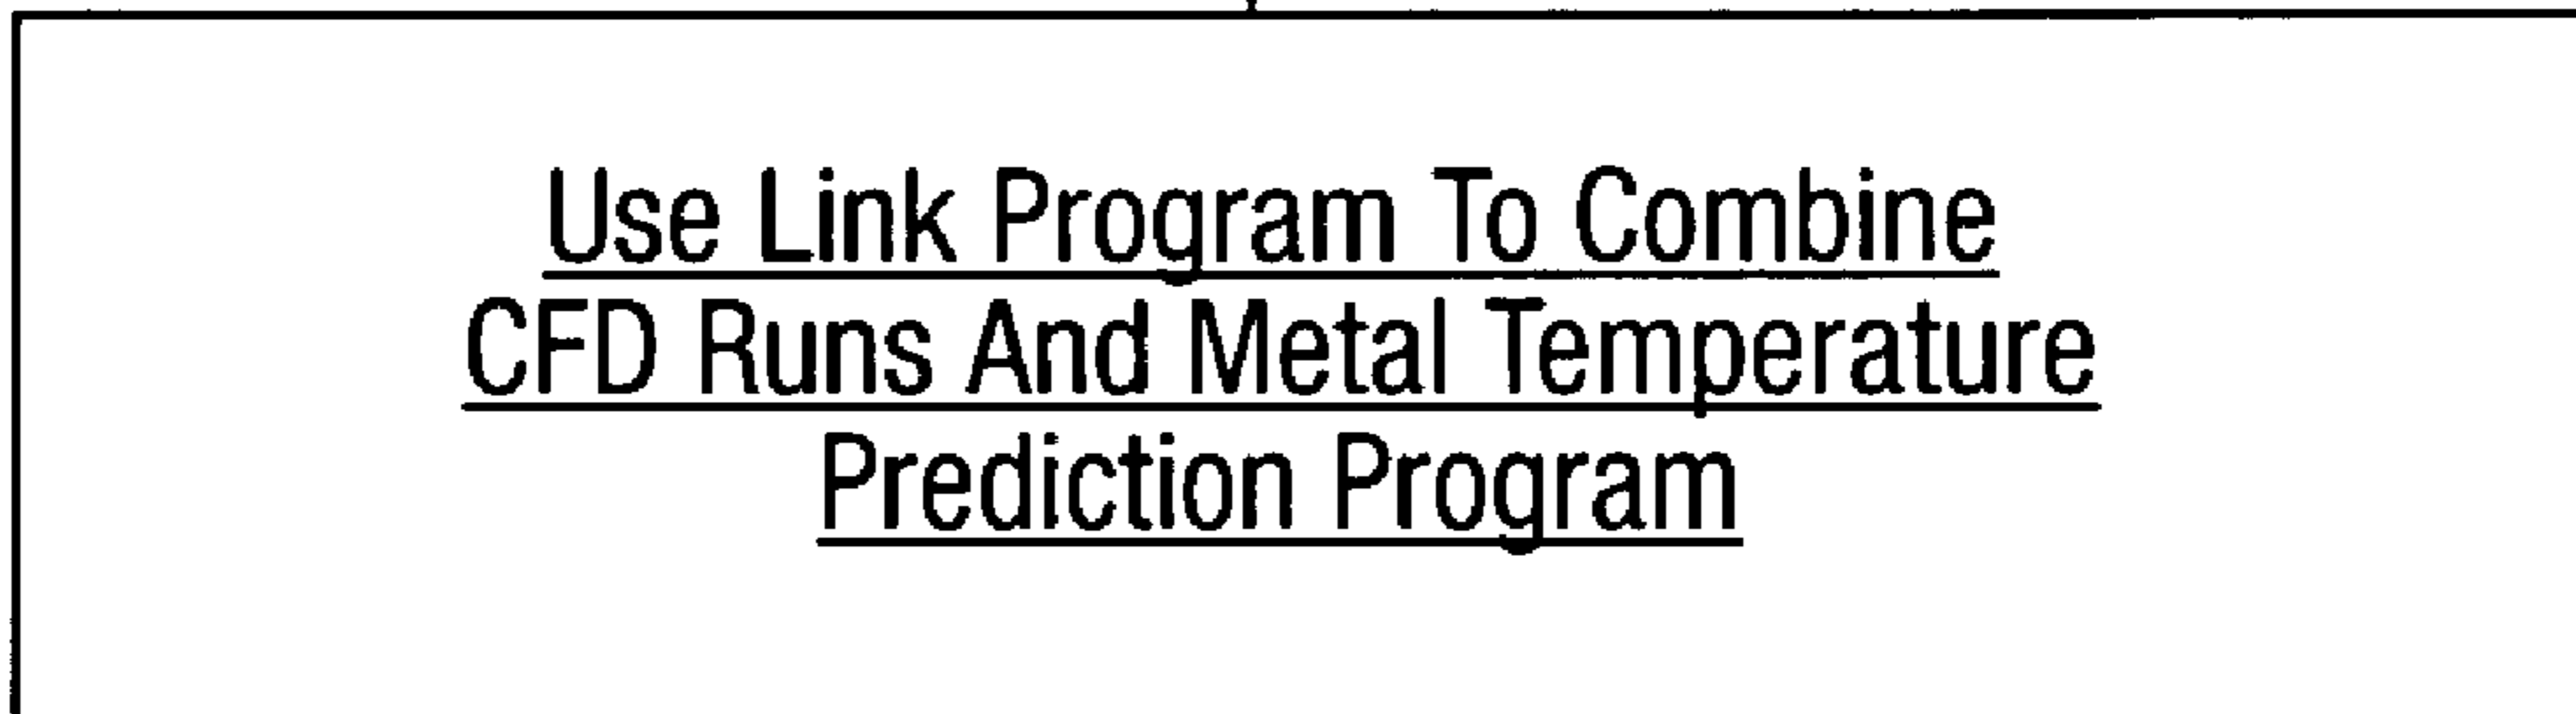 Use Link Program To Combine
CFD Runs And Metal Temperature
Prediction Program